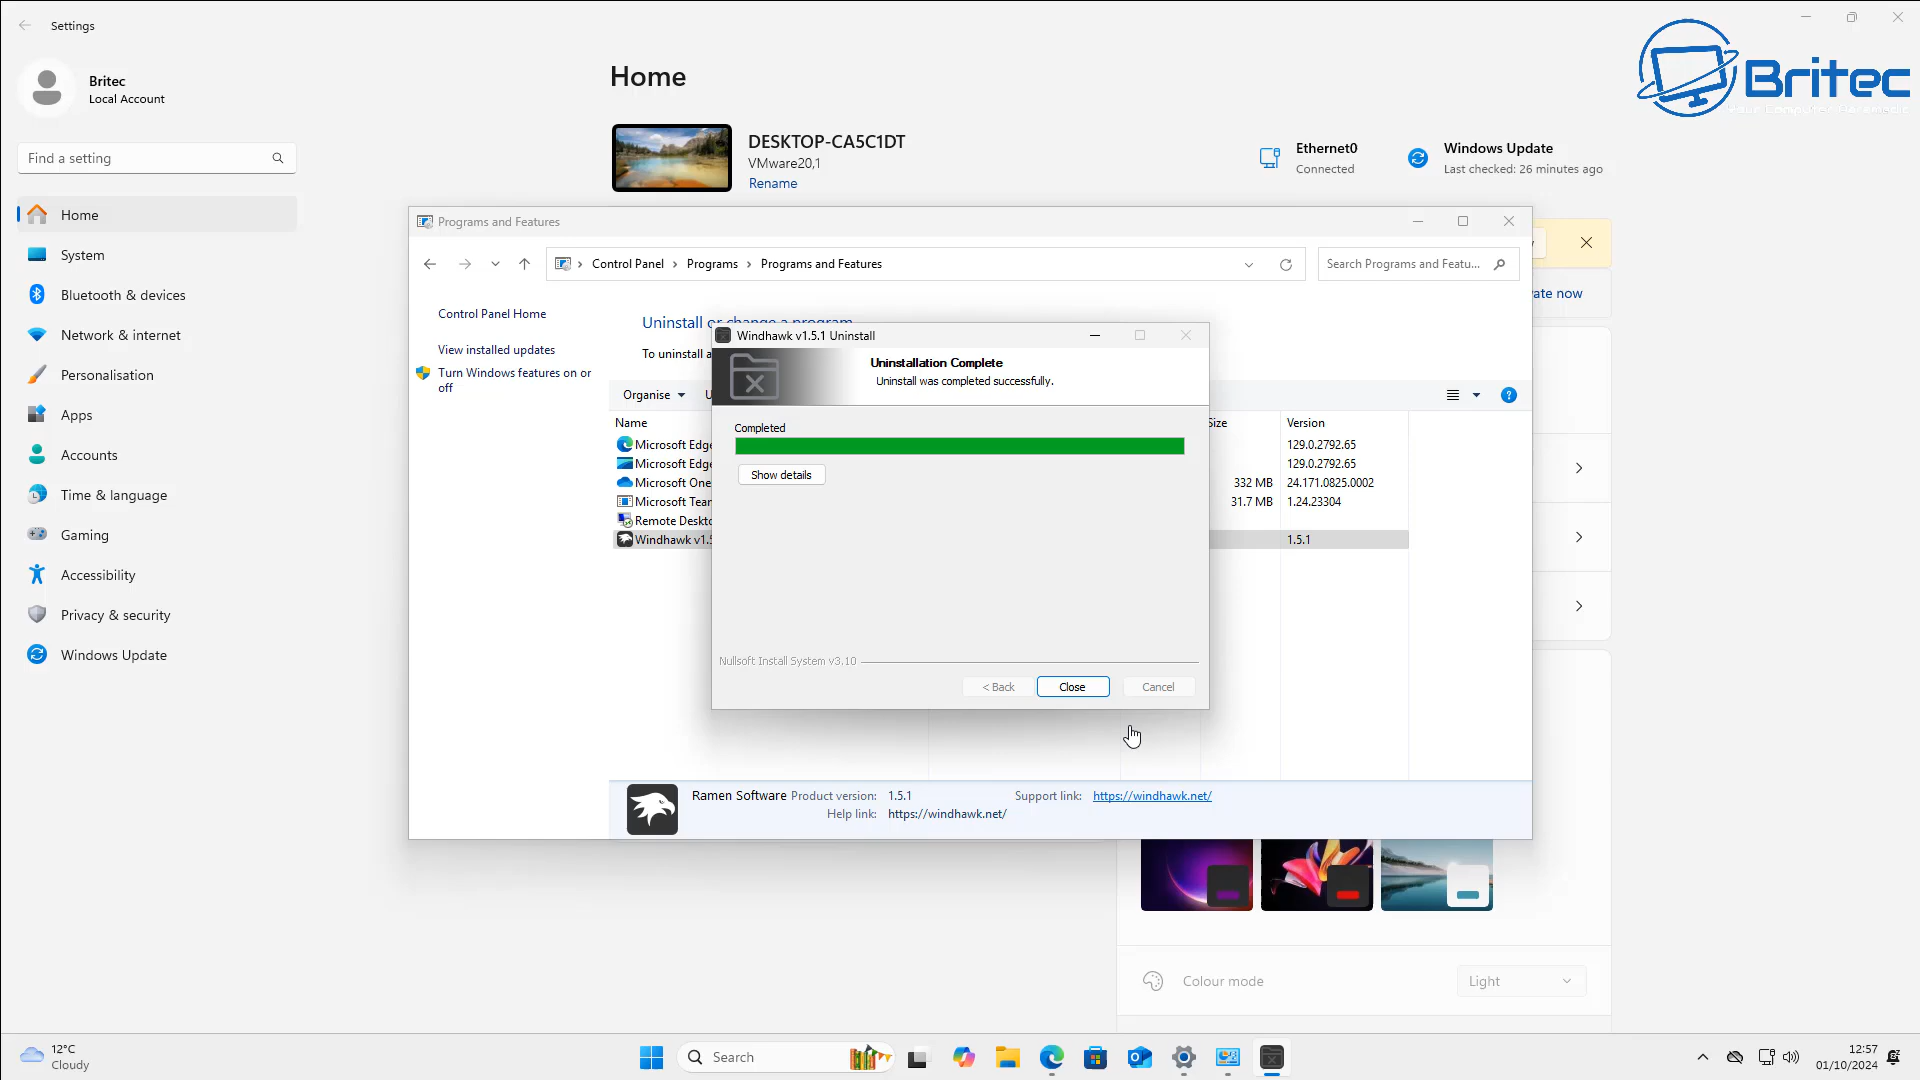 Settings
Britec
Local Account
Find a setting
Home
System
Bluetooth & devices
Network & internet
Personalisation
Apps
Accounts
Time & language
Gaming
Accessibility
Privacy & security
Windows Update
Home
DESKTOP-CA5C1DT
VMware20,1
Rename
Ethernet0
Connected
Windows Update
Last checked: 26 minutes ago
Britec
Programs and Features
Control Panel > Programs > Programs and Features
Search Programs and Featu...
Control Panel Home
View installed updates
Turn Windows features on or
off
Uninstall or change a program
To uninstall a
Organise
Name
Size
Version
Microsoft Edge
129.0.2792.65
Microsoft Edge
129.0.2792.65
Microsoft One
332 MB
24.171.0825.0002
Microsoft Tea
31.7 MB
1.24.23304
Remote Deskto
Windhawk v1.5
1.5.1
Windhawk v1.5.1 Uninstall
Uninstallation Complete
Uninstall was completed successfully.
Completed
Show details
Nullsoft Install System v3.10
< Back
Close
Cancel
Ramen Software
Product version: 1.5.1
Support link: https://windhawk.net/
Help link: https://windhawk.net/
ate now
Colour mode
Light
12°C
Cloudy
Search
12:57
01/10/2024